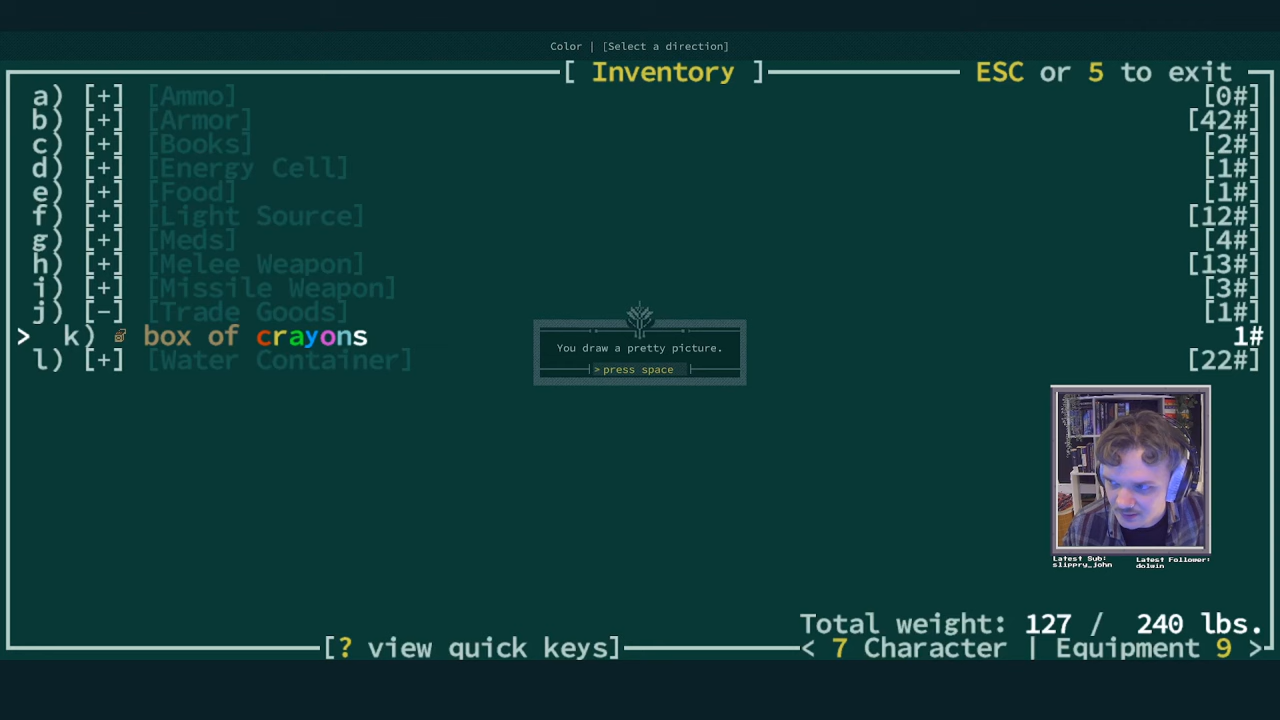 Color | [Select a direction]
[ Inventory ] ESC or 5 to exit
a) [+] [Ammo] [0#]
b) [+] [Armor] [42#]
c) [+] [Books] [2#]
d) [+] [Energy Cell] [1#]
e) [+] [Food] [1#]
f) [+] [Light Source] [12#]
g) [+] [Meds] [4#]
h) [+] [Melee Weapon] [13#]
i) [+] [Missile Weapon] [3#]
j) [-] [Trade Goods] [1#]
> k) box of crayons 1#
l) [+] [Water Container] [22#]
You draw a pretty picture.
> press space
Latest Sub:
slippry_john
Latest Follower:
dolwin
Total weight: 127 / 240 lbs.
[? view quick keys] < 7 Character | Equipment 9 >